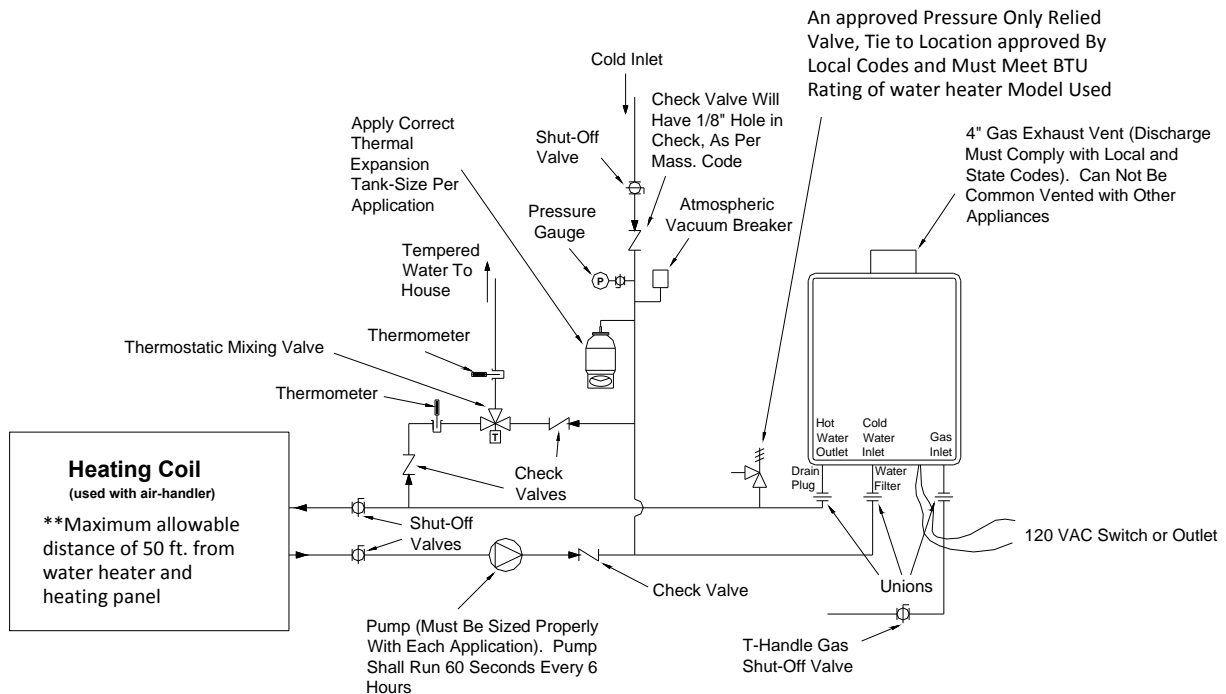 An approved Pressure Only Relied
Valve, Tie to Location approved By
Local Codes and Must Meet BTU
Rating of water heater Model Used
Cold Inlet
Check Valve Will
Have 1/8" Hole in
Check, As Per
Mass. Code
Apply Correct
Thermal
Expansion
Tank-Size Per
Application
Shut-Off
Valve
4" Gas Exhaust Vent (Discharge
Must Comply with Local and
State Codes). Can Not Be
Common Vented with Other
Appliances
Pressure
Gauge
Atmospheric
Vacuum Breaker
Tempered
Water To
House
P
Thermometer
Thermostatic Mixing Valve
Thermometer
T
Hot
Water
Outlet
Cold
Water
Inlet
Gas
Inlet
Heating Coil
(used with air-handler)
**Maximum allowable
distance of 50 ft. from
water heater and
heating panel
Check
Valves
Drain
Plug
Water
Filter
Shut-Off
Valves
120 VAC Switch or Outlet
Unions
Check Valve
Pump (Must Be Sized Properly
With Each Application). Pump
Shall Run 60 Seconds Every 6
Hours
T-Handle Gas
Shut-Off Valve